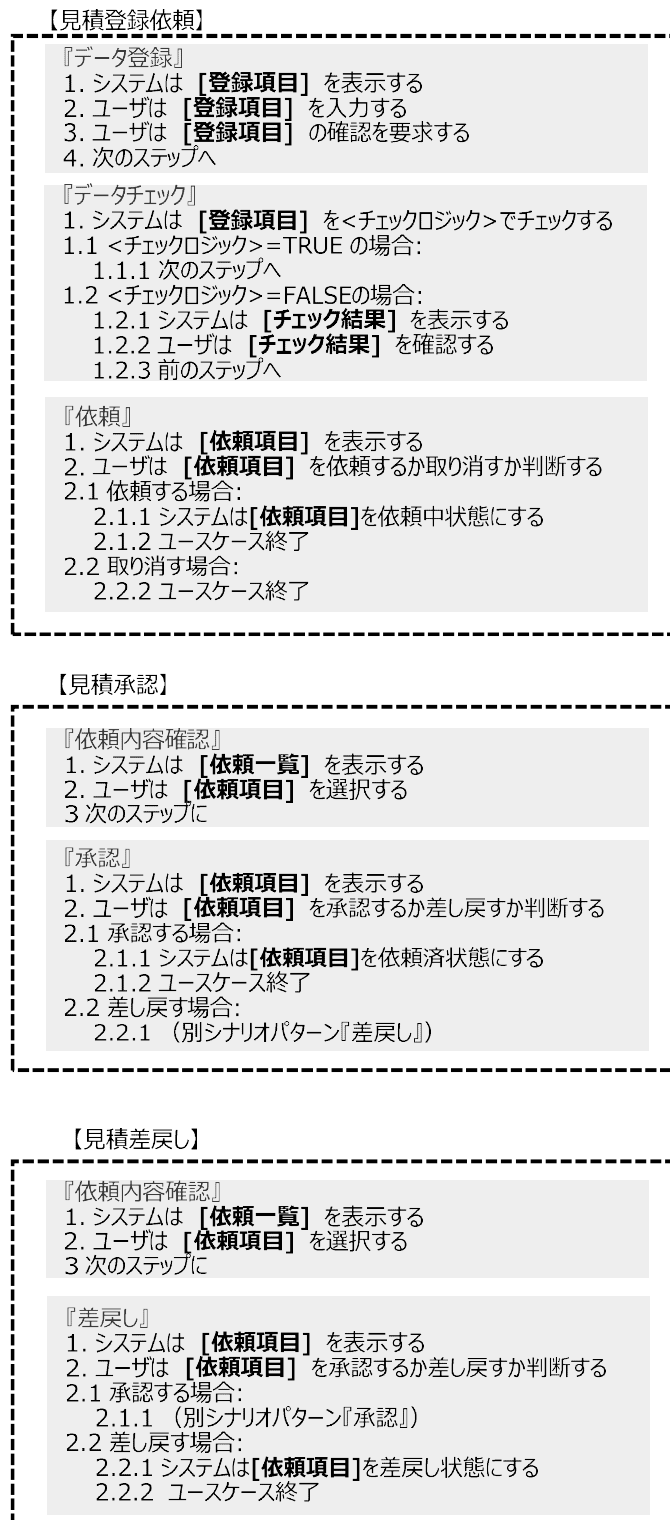 【見積登録依頼】
『データ登録』
1. システムは [登録項目] を表示する
2. ユーザは [登録項目] を入力する
3. ユーザは [登録項目] の確認を要求する
4. 次のステップへ
『データチェック』
1. システムは [登録項目] を<チェックロジック>でチェックする
1.1 <チェックロジック>=TRUE の場合:
1.1.1 次のステップへ
1.2 <チェックロジック>=FALSEの場合:
1.2.1 システムは [チェック結果] を表示する
1.2.2 ユーザは [チェック結果] を確認する
1.2.3 前のステップへ
『依頼』
1. システムは [依頼項目] を表示する
2. ユーザは [依頼項目] を依頼するか取り消すか判断する
2.1 依頼する場合:
2.1.1 システムは[依頼項目]を依頼中状態にする
2.1.2 ユースケース終了
2.2 取り消す場合:
2.2.2 ユースケース終了
【見積承認】
『依頼内容確認』
1. システムは [依頼一覧] を表示する
2. ユーザは [依頼項目] を選択する
3 次のステップに
『承認』
1. システムは [依頼項目] を表示する
2. ユーザは [依頼項目] を承認するか差し戻すか判断する
2.1 承認する場合:
2.1.1 システムは[依頼項目]を依頼済状態にする
2.1.2 ユースケース終了
2.2 差し戻す場合:
2.2.1 （別シナリオパターン『差戻し』）
【見積差戻し】
『依頼内容確認』
1. システムは [依頼一覧] を表示する
2. ユーザは [依頼項目] を選択する
3 次のステップに
『差戻し』
1. システムは [依頼項目] を表示する
2. ユーザは [依頼項目] を承認するか差し戻すか判断する
2.1 承認する場合:
2.1.1 （別シナリオパターン『承認』）
2.2 差し戻す場合:
2.2.1 システムは[依頼項目]を差戻し状態にする
2.2.2 ユースケース終了